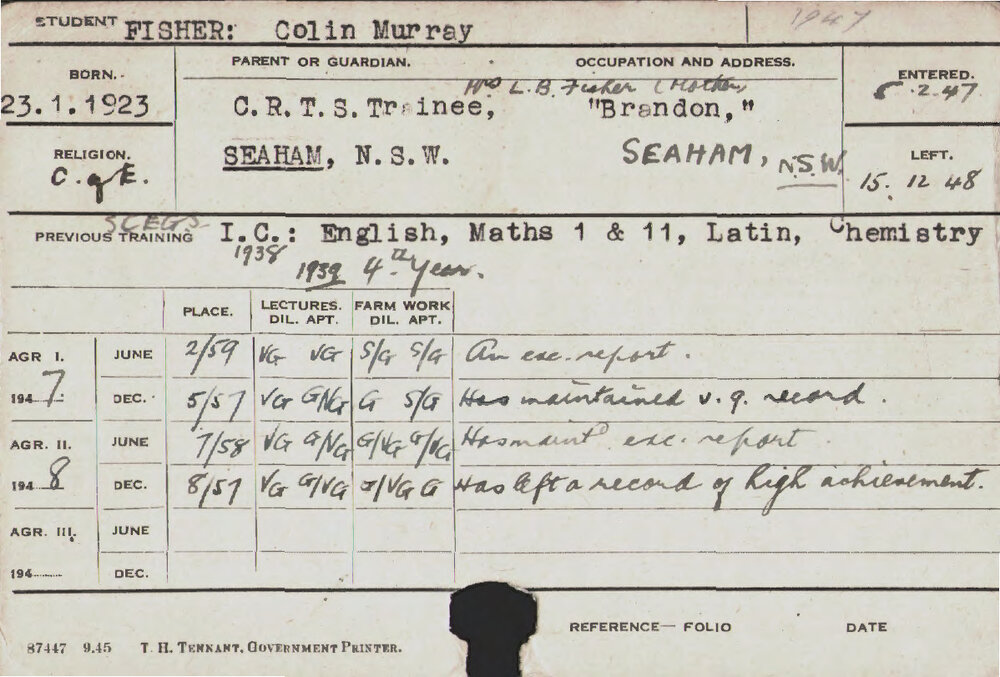 1947
STUDENT FISHER: Colin Murray
BORN. PARENT OR GUARDIAN. OCCUPATION AND ADDRESS. ENTERED.
Mrs L.B. Fisher (Mother)
23.1.1923 C.R.T.S. Trainee, "Brandon," 5.2.47
RELIGION. SEAHAM, N.S.W. SEAHAM, N.S.W. LEFT.
C. of E. 15. 12 48
SCEGS
PREVIOUS TRAINING I.C.: English, Maths 1 & 11, Latin, Chemistry
1938 1939 4th Year.
PLACE. LECTURES. FARM WORK
DIL. APT. DIL. APT.
AGR I. JUNE 2/59 VG VG S/G S/G An exc. report.
1947 DEC. 5/57 VG G/VG G S/G Has maintained v. g. record.
AGR. II. JUNE 7/58 VG G/VG G/VG G/VG Has maintd exc. report
1948 DEC. 8/57 VG G/VG G/VG G Has left a record of high achievement.
AGR. III. JUNE
194 DEC.
REFERENCE— FOLIO DATE
87447 9.45 T. H. TENNANT, GOVERNMENT PRINTER.